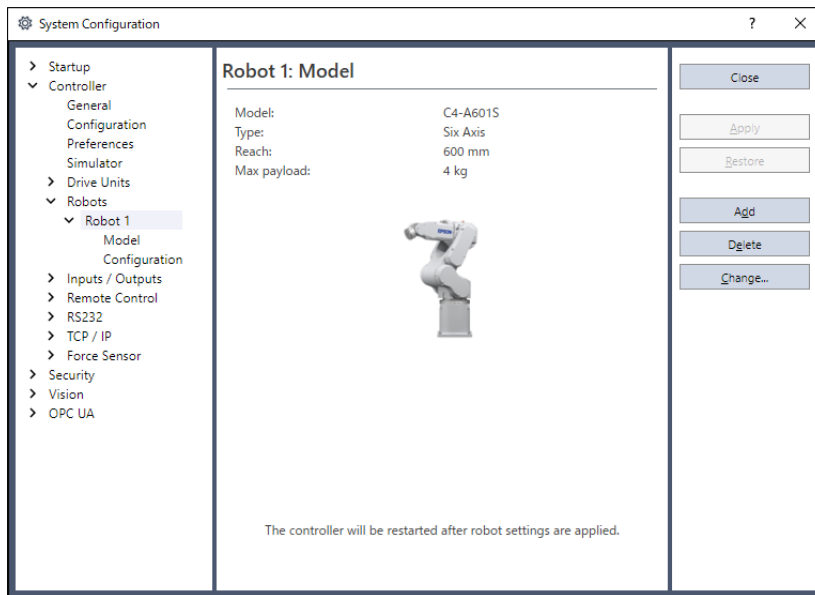 System Configuration
?
Startup
Controller
General
Configuration
Preferences
Simulator
Drive Units
Robots
Robot 1
Model
Configuration
Inputs / Outputs
Remote Control
RS232
TCP / IP
Force Sensor
Security
Vision
OPC UA
Robot 1: Model
Model: C4-A601S
Type: Six Axis
Reach: 600 mm
Max payload: 4 kg
EPSON
The controller will be restarted after robot settings are applied.
Close
Apply
Restore
Add
Delete
Change...